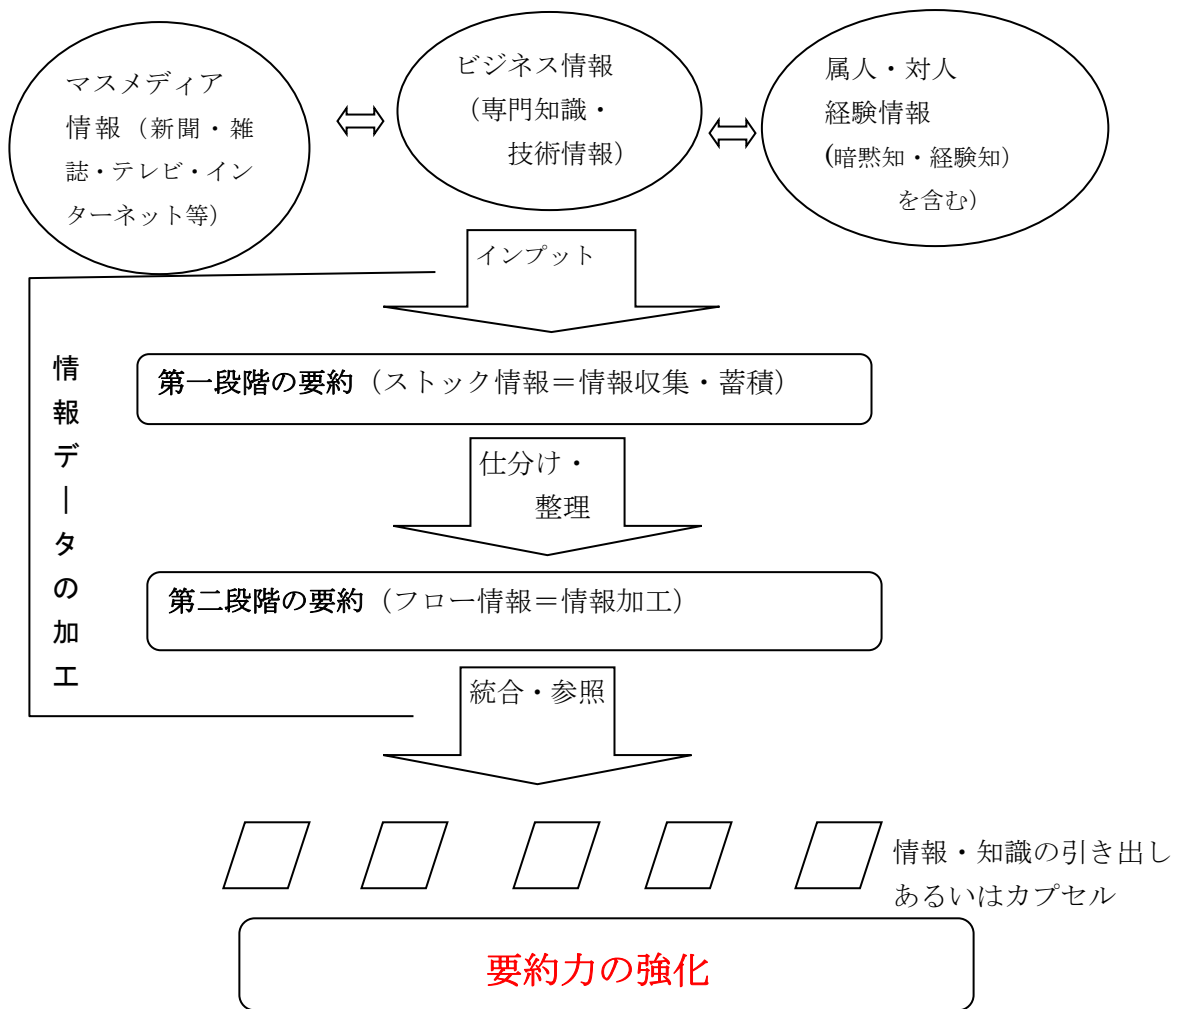 マスメディア
情報（新聞・雑
誌・テレビ・イン
ターネット等）
ビジネス情報
（専門知識・
技術情報）
属人・対人
経験情報
(暗黙知・経験知）
を含む）
インプット
情報データの加工
第一段階の要約（ストック情報＝情報収集・蓄積）
仕分け・
整理
第二段階の要約（フロー情報＝情報加工）
統合・参照
情報・知識の引き出し
あるいはカプセル
要約力の強化